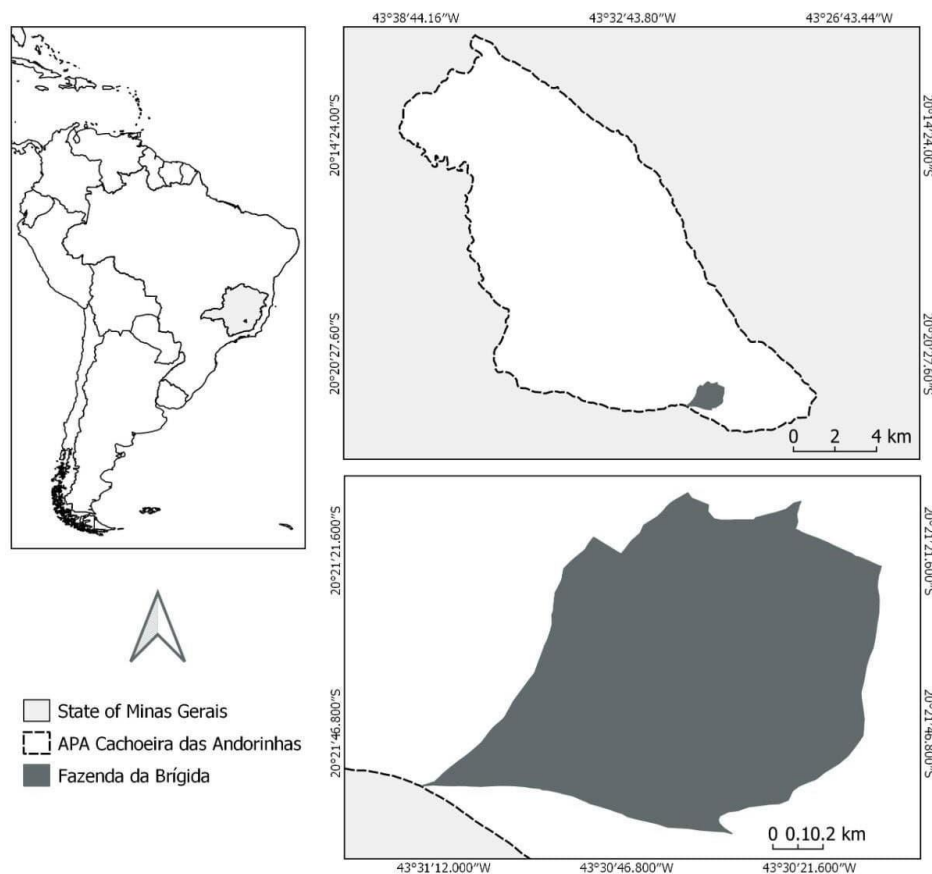 43°38′44.16″W 43°32′43.80″W 43°26′43.44″W
20°14′24.00″S
20°14′24.00″S
20°20′27.60″S
20°20′27.60″S
0 2 4 km
20°21′21.600″S
20°21′21.600″S
20°21′46.800″S
20°21′46.800″S
State of Minas Gerais
APA Cachoeira das Andorinhas
Fazenda da Brígida
0 0.10.2 km
43°31′12.000″W 43°30′46.800″W 43°30′21.600″W